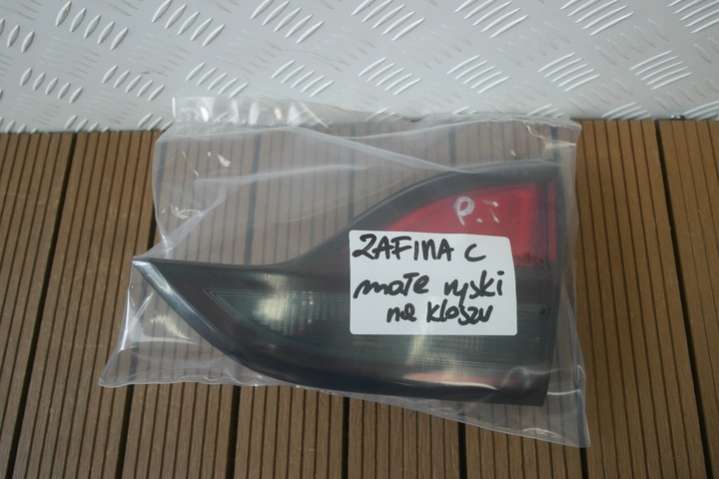 P.
ZAFIRA C
małe ryski
na kloszu